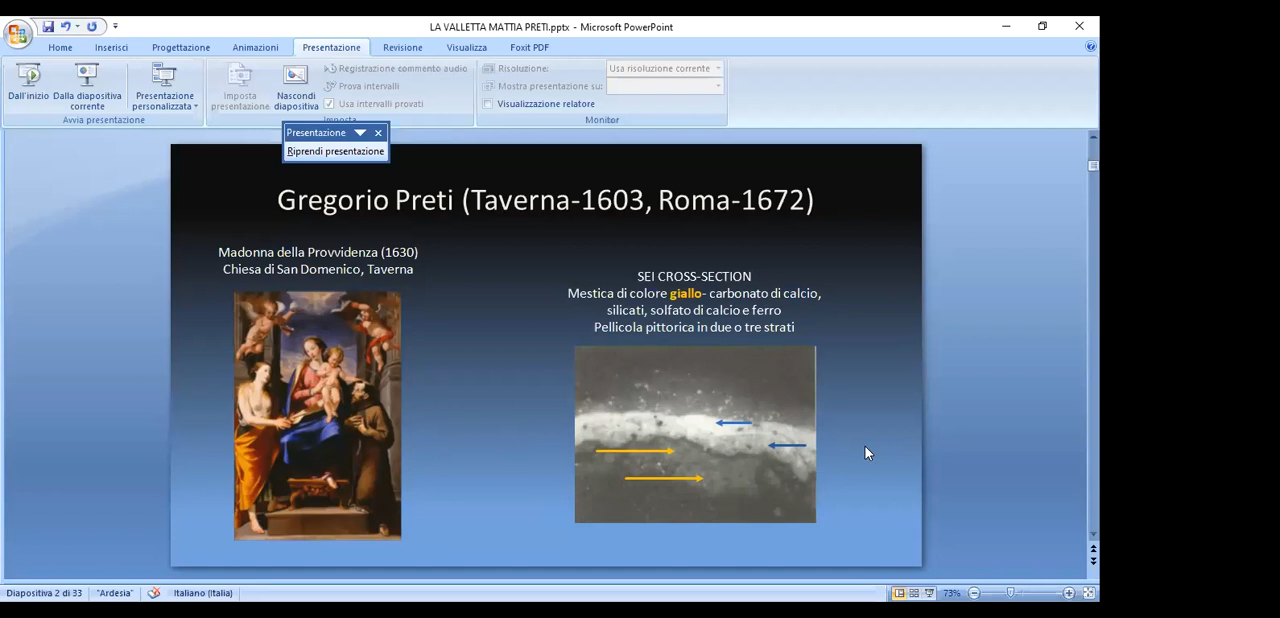 LA VALLETTA MATTIA PRETI.pptx - Microsoft PowerPoint
Home Inserisci Progettazione Animazioni Presentazione Revisione Visualizza Foxit PDF
Dall'inizio
Dalla diapositiva
corrente
Presentazione
personalizzata
Avvia presentazione
Imposta
presentazione
Nascondi
diapositiva
Registrazione commento audio
Prova intervalli
Usa intervalli provati
Imposta
Risoluzione:
Usa risoluzione corrente
Mostra presentazione su:
Visualizzazione relatore
Monitor
Presentazione
Riprendi presentazione
Gregorio Preti (Taverna-1603, Roma-1672)
Madonna della Provvidenza (1630)
Chiesa di San Domenico, Taverna
SEI CROSS-SECTION
Mestica di colore giallo- carbonato di calcio,
silicati, solfato di calcio e ferro
Pellicola pittorica in due o tre strati
Diapositiva 2 di 33 "Ardesia" Italiano (Italia) 73%